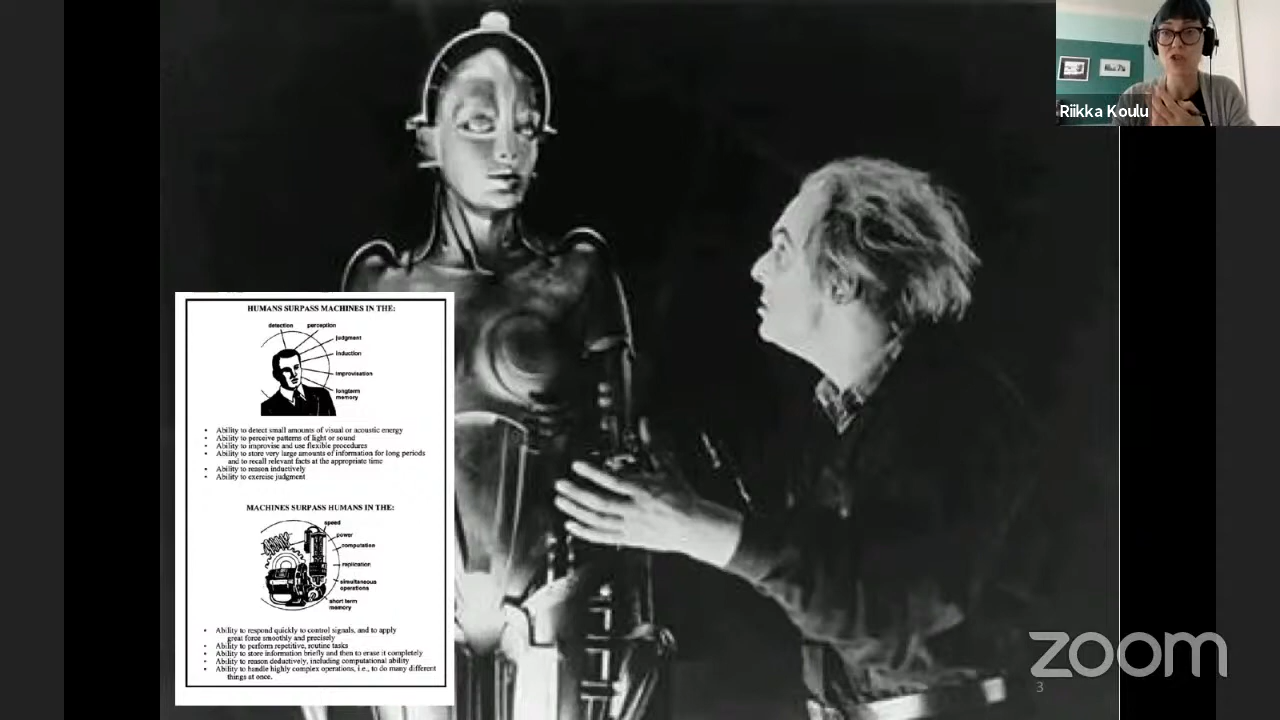 Riikka Koulu
HUMANS SURPASS MACHINES IN THE:
detection perception
judgment
induction
improvisation
longterm
memory
• Ability to detect small amounts of visual or acoustic energy
• Ability to perceive patterns of light or sound
• Ability to improvise and use flexible procedures
• Ability to store very large amounts of information for long periods
and to recall relevant facts at the appropriate time
• Ability to reason inductively
• Ability to exercise judgment
MACHINES SURPASS HUMANS IN THE:
speed
power
computation
replication
simultaneous
operations
short term
memory
• Ability to respond quickly to control signals, and to apply
great force smoothly and precisely
• Ability to perform repetitive, routine tasks
• Ability to store information briefly and then to erase it completely
• Ability to reason deductively, including computational ability
• Ability to handle highly complex operations, i.e., to do many different
things at once.
zoom
3